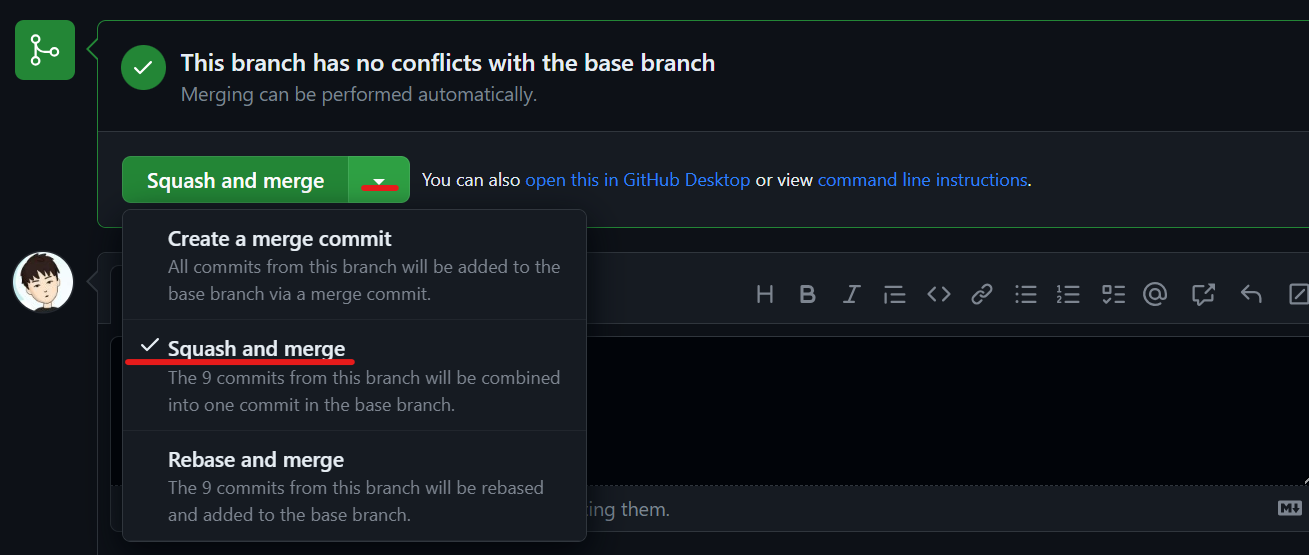 This branch has no conflicts with the base branch
Merging can be performed automatically.
Squash and merge
You can also open this in GitHub Desktop or view command line instructions.
Create a merge commit
All commits from this branch will be added to the
base branch via a merge commit.
Squash and merge
The 9 commits from this branch will be combined
into one commit in the base branch.
Rebase and merge
The 9 commits from this branch will be rebased
and added to the base branch.
them.